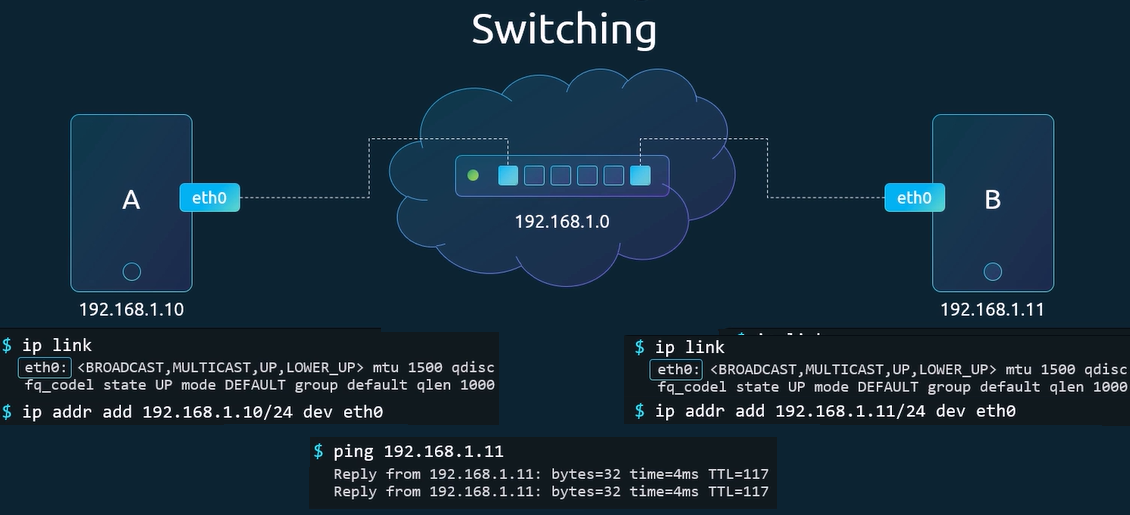 Switching
A
eth0
192.168.1.0
eth0
B
192.168.1.10
192.168.1.11
$ ip link
eth0: <BROADCAST,MULTICAST,UP,LOWER_UP> mtu 1500 qdisc
fq_codel state UP mode DEFAULT group default qlen 1000
$ ip addr add 192.168.1.10/24 dev eth0
$ ip link
eth0: <BROADCAST,MULTICAST,UP,LOWER_UP> mtu 1500 qdisc
fq_codel state UP mode DEFAULT group default qlen 1000
$ ip addr add 192.168.1.11/24 dev eth0
$ ping 192.168.1.11
Reply from 192.168.1.11: bytes=32 time=4ms TTL=117
Reply from 192.168.1.11: bytes=32 time=4ms TTL=117